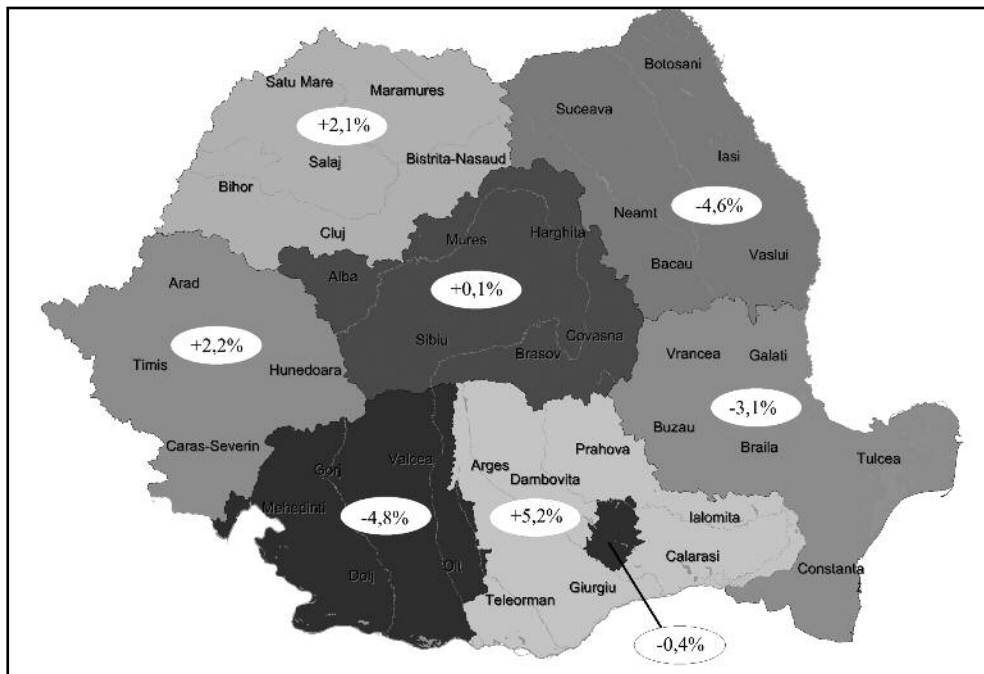 Botosani
Satu Mare
Maramures
Suceava
+2,1%
Iasi
Salaj
Bistrita-Nasaud
Bihor
-4,6%
Neamt
Cluj
Mures
Harghita
Vaslui
Bacau
Alba
Arad
+0,1%
Sibiu
Covasna
+2,2%
Brasov
Vrancea
Galati
Timis
Hunedoara
-3,1%
Buzau
Braila
Caras-Severin
Prahova
Tulcea
Valcea
Gorj
Arges
Dambovita
Mehedinti
-4,8%
+5,2%
Ialomita
Calarasi
Olt
Dolj
Constanta
Giurgiu
Teleorman
-0,4%